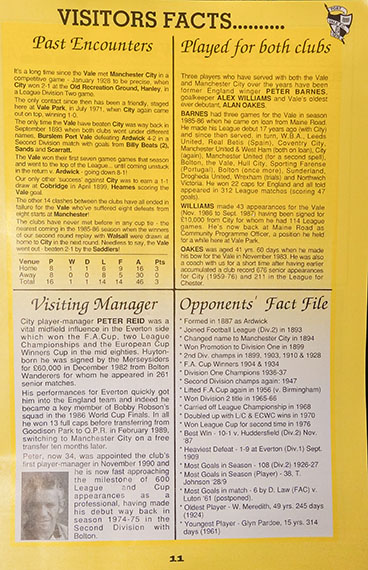 VISITORS FACTS..........
Past Encounters
It's a long time since the Vale met Manchester City in a
competitive game - January 1928 to be precise, when
City won 2-1 at the Old Recreation Ground, Hanley, in
a League Division Two game.
The only contact since then has been a friendly, staged
here at Vale Park, in July 1971, when City again came
out on top, winning 1-0.
The only time the Vale have beaten City was way back in
September 1893 when both clubs went under different
names, Burslem Port Vale defeating Ardwick 4-2 in a
Second Division match with goals from Billy Beats (2),
Sands and Scarratt.
The Vale won their first seven games games that season
and went to the top of the League... until coming unstuck
in the return v. Ardwick - going down 8-1!
Our only other 'success' against City was to earn a 1-1
draw at Cobridge in April 1899, Heames scoring the
Vale goal.
The other 14 clashes between the clubs have all ended in
failure for the Vale who've suffered eight defeats from
eight starts at Manchester!
The clubs have never met before in any cup tie - the
nearest coming in the 1985-86 season when the winners
of our second round replay with Walsall were drawn at
home to City in the next round. Needless to say, the Vale
went out - beaten 2-1 by the Saddlers!
Venue P W D L F A Pts
Home 8 1 1 6 9 16 3
Away 8 0 0 8 5 30 0
Total 16 1 1 14 14 46 3
Played for both clubs
Three players who have served with both the Vale
and Manchester City over the years have been
former England winger PETER BARNES,
goalkeeper ALEX WILLIAMS and Vale's oldest
ever debutant, ALAN OAKES.
BARNES had three games for the Vale in season
1985-86 when he came on loan from Maine Road.
He made his League debut 17 years ago (with City)
and since then served, in turn, W.B.A., Leeds
United, Real Betis (Spain), Coventry City,
Manchester United & West Ham (both on loan), City
(again), Manchester United (for a second spell),
Bolton, the Vale, Hull City, Sporting Farense
(Portugal), Bolton (once more), Sunderland,
Drogheda United, Wrexham (trials) and Northwich
Victoria. He won 22 caps for England and all told
appeared in 312 League matches (scoring 47
goals).
WILLIAMS made 43 appearances for the Vale
(Nov. 1986 to Sept. 1987) having been signed for
£10,000 from City for whom he had 114 League
games. He's now back at Maine Road as
Community Programme Officer, a position he held
for a while here at Vale Park.
OAKES was aged 41 yrs. 60 days when he made
his bow for the Vale in November 1983. He was also
a coach with us for a short time after having earlier
accumulated a club record 676 senior appearances
for City (1959-76) and 211 in the League for
Chester.
Visiting Manager
City player-manager PETER REID was a
vital midfield influence in the Everton side
which won the F.A.Cup, two League
Championships and the European Cup
Winners Cup in the mid eighties. Huyton-
born he was signed by the Merseysiders
for £60,000 in December 1982 from Bolton
Wanderers for whom he appeared in 261
senior matches.
His performances for Everton quickly got
him into the England team and indeed he
became a key member of Bobby Robson's
squad in the 1986 World Cup Finals. In all
he won 13 full caps before transferring from
Goodison Park to Q.P.R. in February 1989,
switching to Manchester City on a free
transfer ten months later.
Peter, now 34, was appointed the club's
first player-manager in November 1990 and
he is now fast approaching
the milestone of 600
League and Cup
appearances as a
professional, having made
his debut way back in
season 1974-75 in the
Second Division with
Bolton.
Opponents' Fact File
* Formed in 1887 as Ardwick
* Joined Football League (Div.2) in 1893
* Changed name to Manchester City in 1894
* Won Promotion to Division One in 1899
* 2nd Div. champs in 1899, 1903, 1910 & 1928
* F.A. Cup Winners 1904 & 1934
* Division One Champions 1936-37
* Second Division champs again: 1947
* Lifted F.A.Cup again in 1956 (v. Birmingham)
* Won Division 2 title in 1965-66
* Carried off League Championship in 1968
* Doubled up with L/C & ECWC wins in 1970
* Won League Cup for second time in 1976
* Best Win - 10-1 v. Huddersfield (Div.2) Nov.
'87
* Heaviest Defeat - 1-9 at Everton (Div.1) Sept.
1909
* Most Goals in Season - 108 (Div.2) 1926-27
* Most Goals in Season (Player) - 38, T.
Johnson '28/9
* Most Goals in match - 6 by D. Law (FAC) v.
Luton '61 (postponed).
* Oldest Player - W. Meredith, 49 yrs. 245 days
(1924)
* Youngest Player - Glyn Pardoe, 15 yrs. 314
days (1961)
11